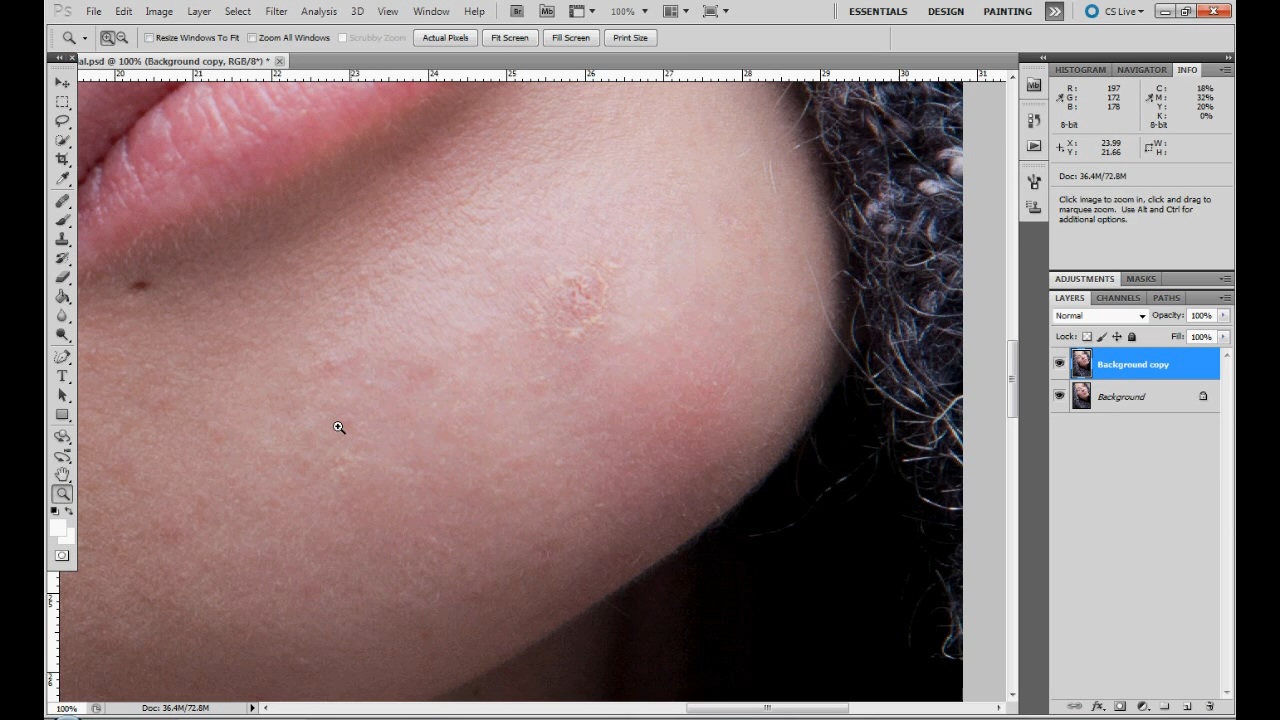 Ps File Edit Image Layer Select Filter Analysis 3D View Window Help Br Mb 100% ESSENTIALS DESIGN PAINTING CS Live
Resize Windows To Fit Zoom All Windows Scrubby Zoom Actual Pixels Fit Screen Fill Screen Print Size
al.psd @ 100% (Background copy, RGB/8*) *
20 21 22 23 24 25 26 27 28 29 30 31
HISTOGRAM NAVIGATOR INFO
Mb
R: 197 C: 18%
G: 172 M: 32%
B: 178 Y: 20%
K: 0%
8-bit 8-bit
X: 23.99 W:
Y: 21.66 H:
Doc: 36.4M/72.8M
Click image to zoom in, click and drag to
marquee zoom. Use Alt and Ctrl for
additional options.
ADJUSTMENTS MASKS
LAYERS CHANNELS PATHS
Normal Opacity: 100%
Lock: Fill: 100%
Background copy
Background
T
25
26
100% Doc: 36.4M/72.8M
fx